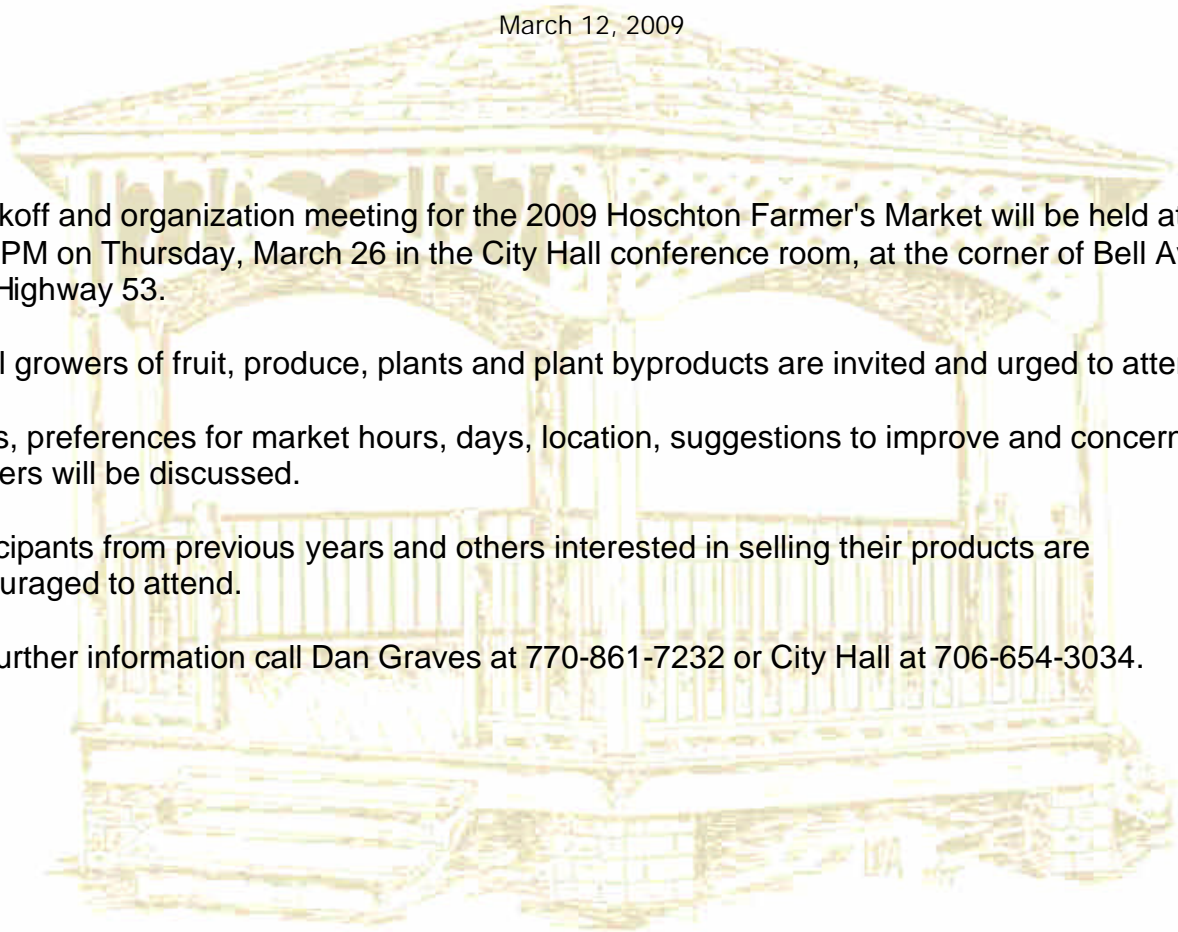 March 12, 2009
koff and organization meeting for the 2009 Hoschton Farmer's Market will be held at
PM on Thursday, March 26 in the City Hall conference room, at the corner of Bell Av
Highway 53.
l growers of fruit, produce, plants and plant byproducts are invited and urged to atte
s, preferences for market hours, days, location, suggestions to improve and concern
ers will be discussed.
cipants from previous years and others interested in selling their products are
uraged to attend.
urther information call Dan Graves at 770-861-7232 or City Hall at 706-654-3034.